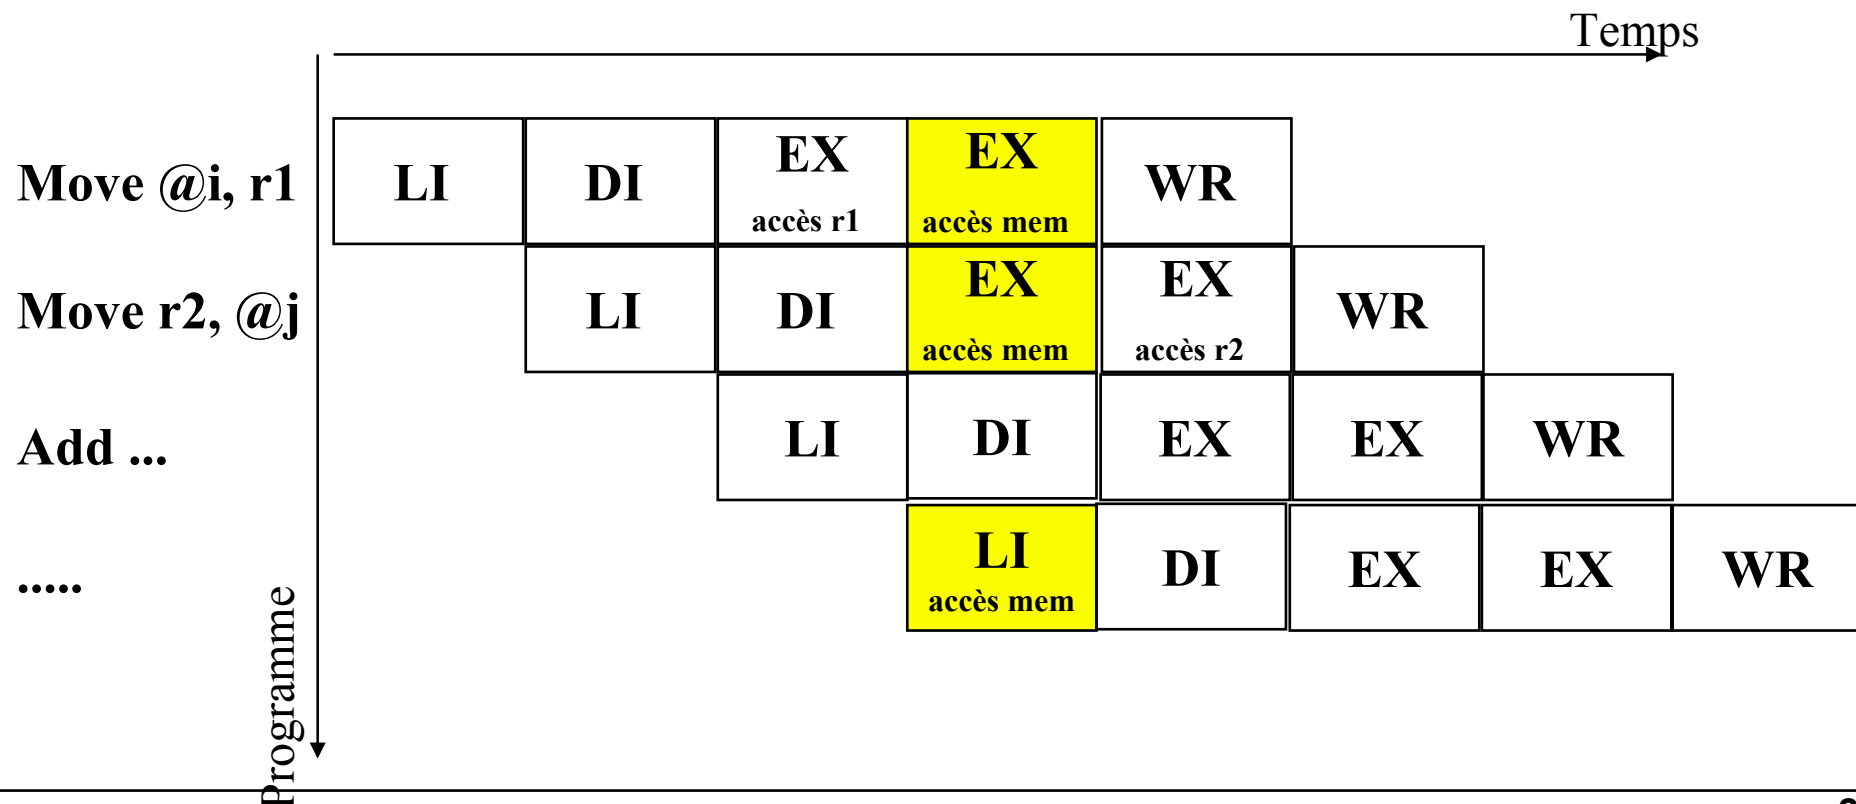 Temps
Move @i, r1 LI DI EX accès r1 EX accès mem WR
Move r2, @j LI DI EX accès mem EX accès r2 WR
Add ... LI DI EX EX WR
..... LI accès mem DI EX EX WR
Programme